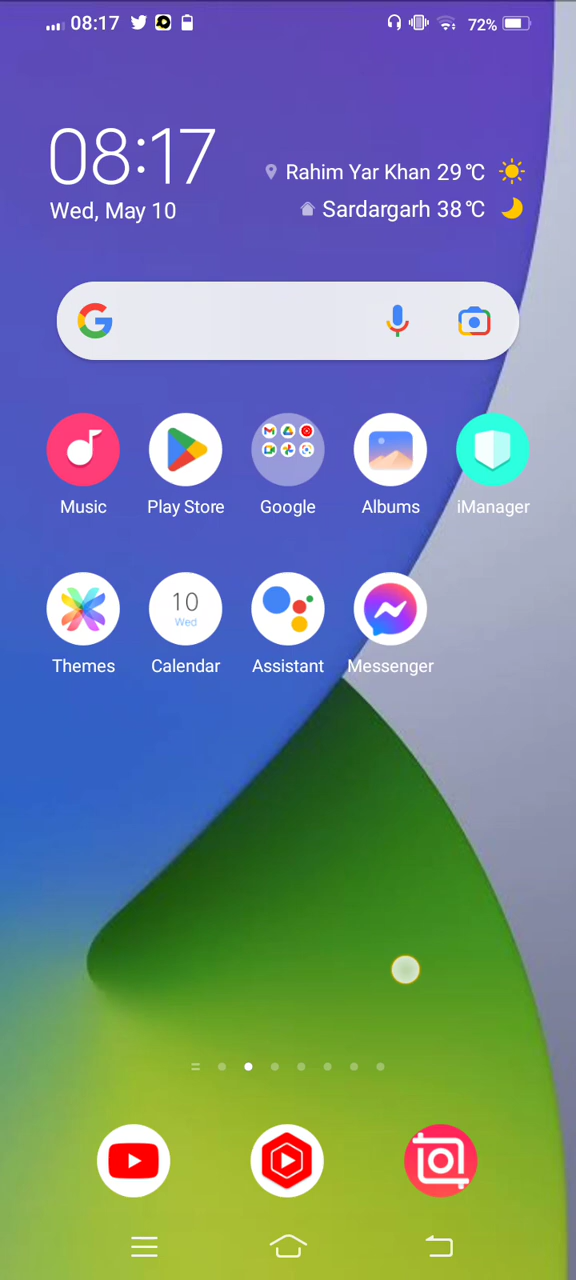 08:17 72%
08:17
Wed, May 10
Rahim Yar Khan 29℃
Sardargarh 38℃
Music Play Store Google Albums iManager
10
Wed
Themes Calendar Assistant Messenger